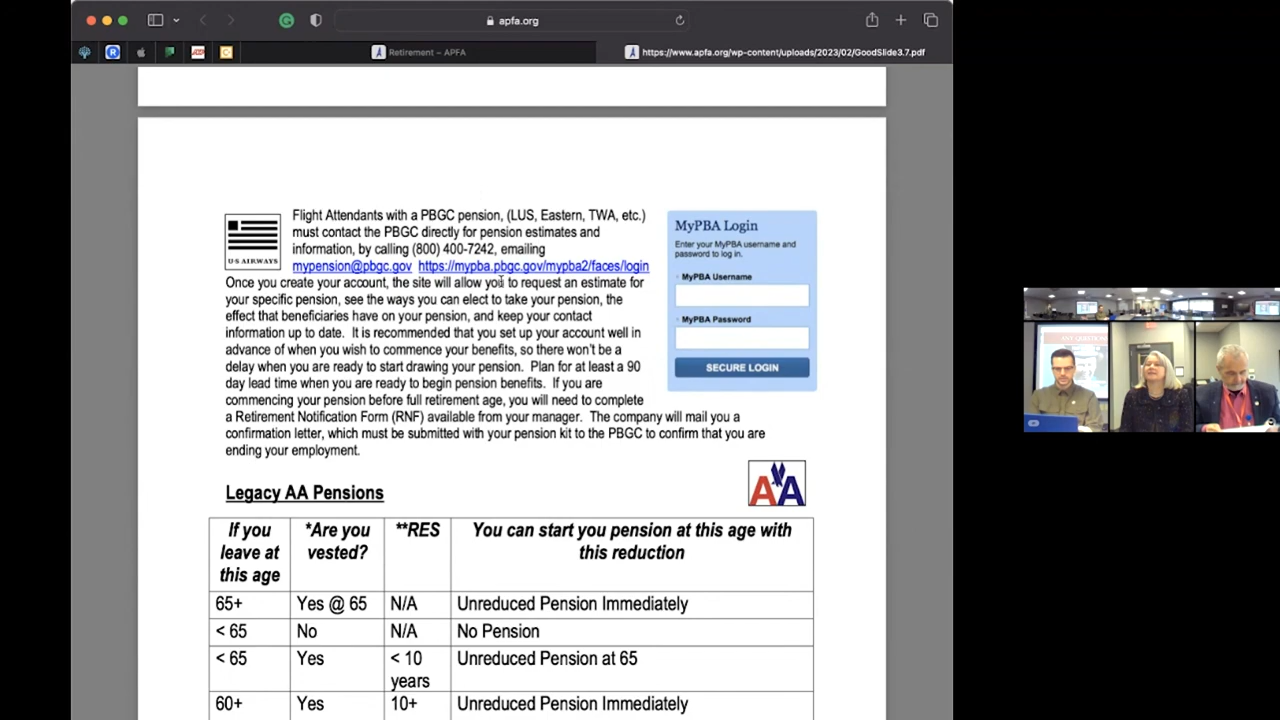 apfa.org
Retirement – APFA
https://www.apfa.org/wp-content/uploads/2023/02/GoodSlide3.7.pdf
US AIRWAYS
Flight Attendants with a PBGC pension, (LUS, Eastern, TWA, etc.)
must contact the PBGC directly for pension estimates and
information, by calling (800) 400-7242, emailing
mypension@pbgc.gov https://mypba.pbgc.gov/mypba2/faces/login
Once you create your account, the site will allow you to request an estimate for
your specific pension, see the ways you can elect to take your pension, the
effect that beneficiaries have on your pension, and keep your contact
information up to date. It is recommended that you set up your account well in
advance of when you wish to commence your benefits, so there won't be a
delay when you are ready to start drawing your pension. Plan for at least a 90
day lead time when you are ready to begin pension benefits. If you are
commencing your pension before full retirement age, you will need to complete
a Retirement Notification Form (RNF) available from your manager. The company will mail you a
confirmation letter, which must be submitted with your pension kit to the PBGC to confirm that you are
ending your employment.
MyPBA Login
Enter your MyPBA username and
password to log in.
* MyPBA Username
* MyPBA Password
SECURE LOGIN
Legacy AA Pensions
AA
If you leave at this age *Are you vested? **RES You can start you pension at this age with this reduction
65+ Yes @ 65 N/A Unreduced Pension Immediately
< 65 No N/A No Pension
< 65 Yes < 10 years Unreduced Pension at 65
60+ Yes 10+ Unreduced Pension Immediately